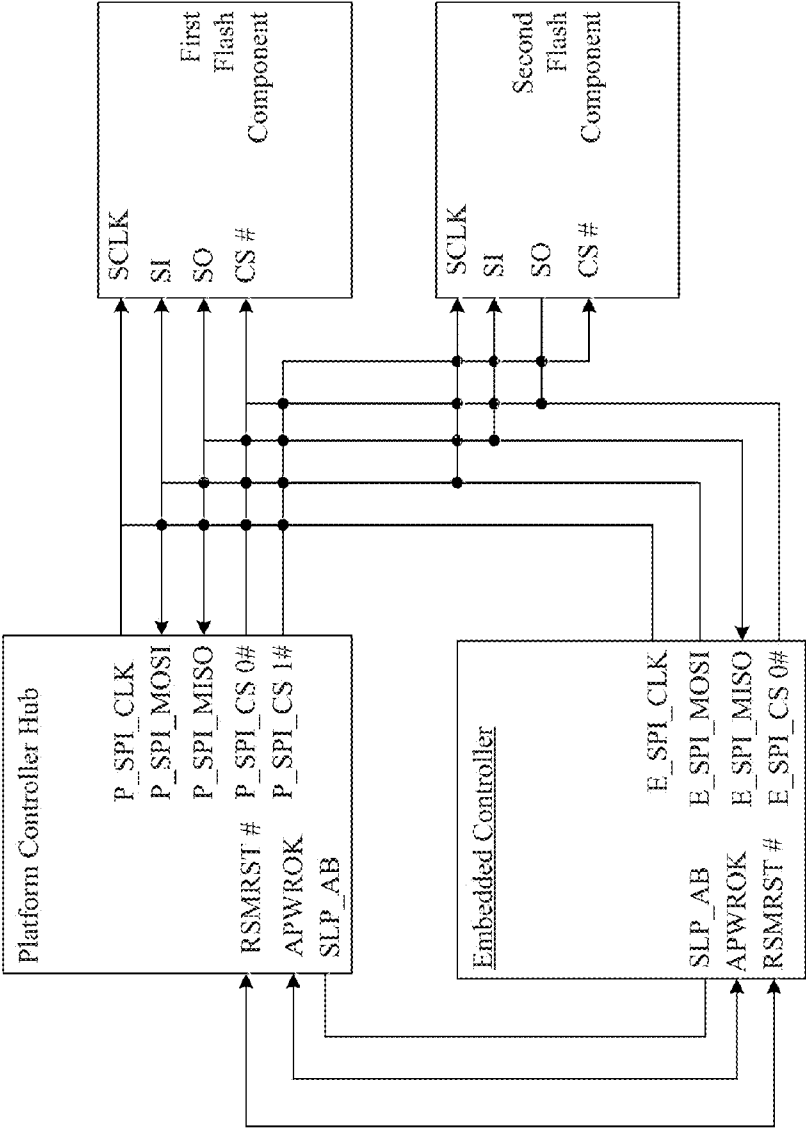 Platform Controller Hub
P_SPI_CLK
P_SPI_MOSI
P_SPI_MISO
P_SPI_CS 0#
P_SPI_CS 1#
RSMRST #
APWROK
SLP_AB
First
Flash
Component
SCLK
SI
SO
CS #
Second
Flash
Component
SCLK
SI
SO
CS #
Embedded Controller
E_SPI_CLK
E_SPI_MOSI
E_SPI_MISO
E_SPI_CS 0#
SLP_AB
APWROK
RSMRST #